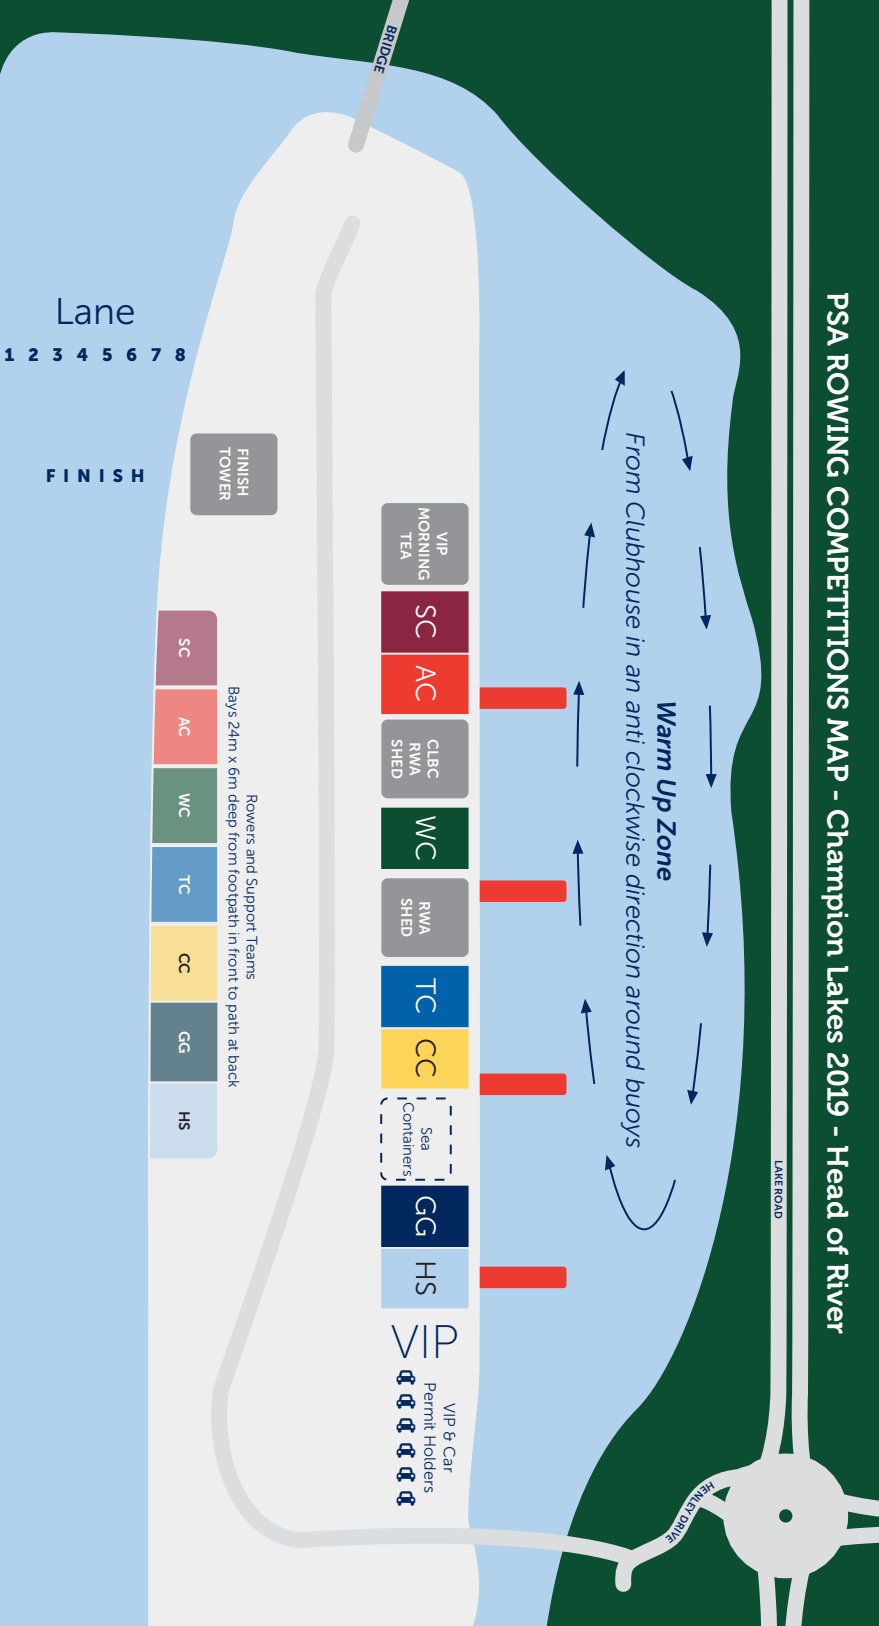 PSA ROWING COMPETITIONS MAP - Champion Lakes 2019 - Head of River
BRIDGE
LAKE ROAD
HENLEY DRIVE
Warm Up Zone
From Clubhouse in an anti clockwise direction around buoys
VIP
MORNING
TEA
SC
AC
CLBC
RWA
SHED
WC
RWA
SHED
TC
CC
Sea
Containers
GG
HS
VIP
VIP & Car
Permit Holders
Lane
1 2 3 4 5 6 7 8
FINISH
FINISH
TOWER
Rowers and Support Teams
Bays 24m x 6m deep from footpath in front to path at back
SC
AC
WC
TC
CC
GG
HS